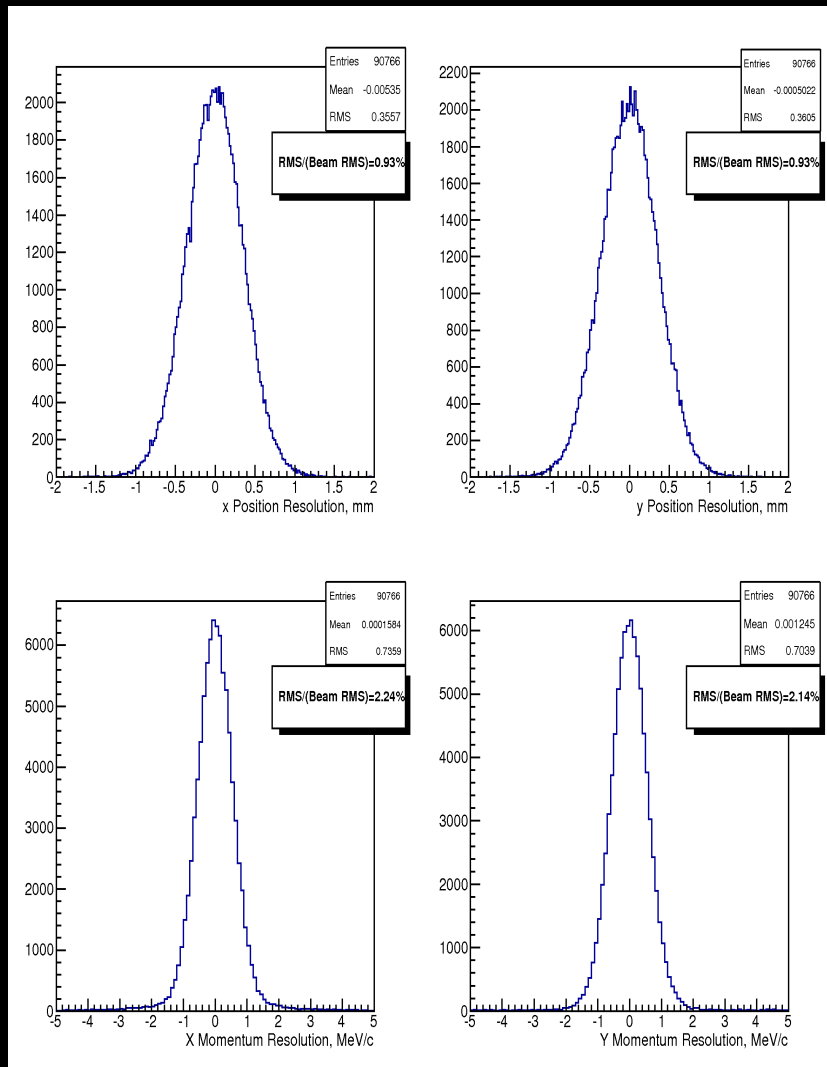 Entries 90766
Mean -0.00535
RMS 0.3557
RMS/(Beam RMS)=0.93%
2000
1800
1600
1400
1200
1000
800
600
400
200
0
-2 -1.5 -1 -0.5 0 0.5 1 1.5 2
x Position Resolution, mm
Entries 90766
Mean -0.0005022
RMS 0.3605
RMS/(Beam RMS)=0.93%
2200
2000
1800
1600
1400
1200
1000
800
600
400
200
0
-2 -1.5 -1 -0.5 0 0.5 1 1.5 2
y Position Resolution, mm
Entries 90766
Mean 0.0001584
RMS 0.7359
RMS/(Beam RMS)=2.24%
6000
5000
4000
3000
2000
1000
0
-5 -4 -3 -2 -1 0 1 2 3 4 5
X Momentum Resolution, MeV/c
Entries 90766
Mean 0.001245
RMS 0.7039
RMS/(Beam RMS)=2.14%
6000
5000
4000
3000
2000
1000
0
-5 -4 -3 -2 -1 0 1 2 3 4 5
Y Momentum Resolution, MeV/c